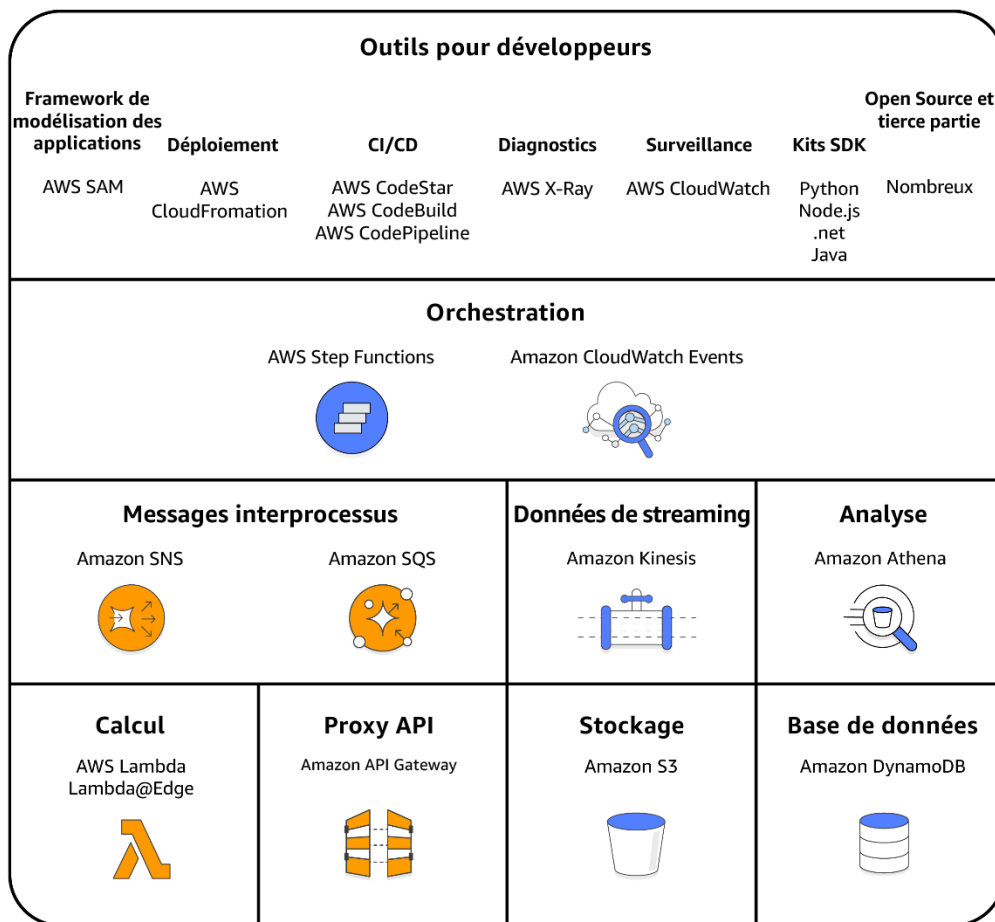 Outils pour développeurs
Framework de
modélisation des
applications
AWS SAM
Déploiement
AWS
CloudFromation
CI/CD
AWS CodeStar
AWS CodeBuild
AWS CodePipeline
Diagnostics
AWS X-Ray
Surveillance
AWS CloudWatch
Kits SDK
Python
Node.js
.net
Java
Open Source et
tierce partie
Nombreux
Orchestration
AWS Step Functions
Amazon CloudWatch Events
Messages interprocessus
Amazon SNS
Amazon SQS
Données de streaming
Amazon Kinesis
Analyse
Amazon Athena
Calcul
AWS Lambda
Lambda@Edge
Proxy API
Amazon API Gateway
Stockage
Amazon S3
Base de données
Amazon DynamoDB